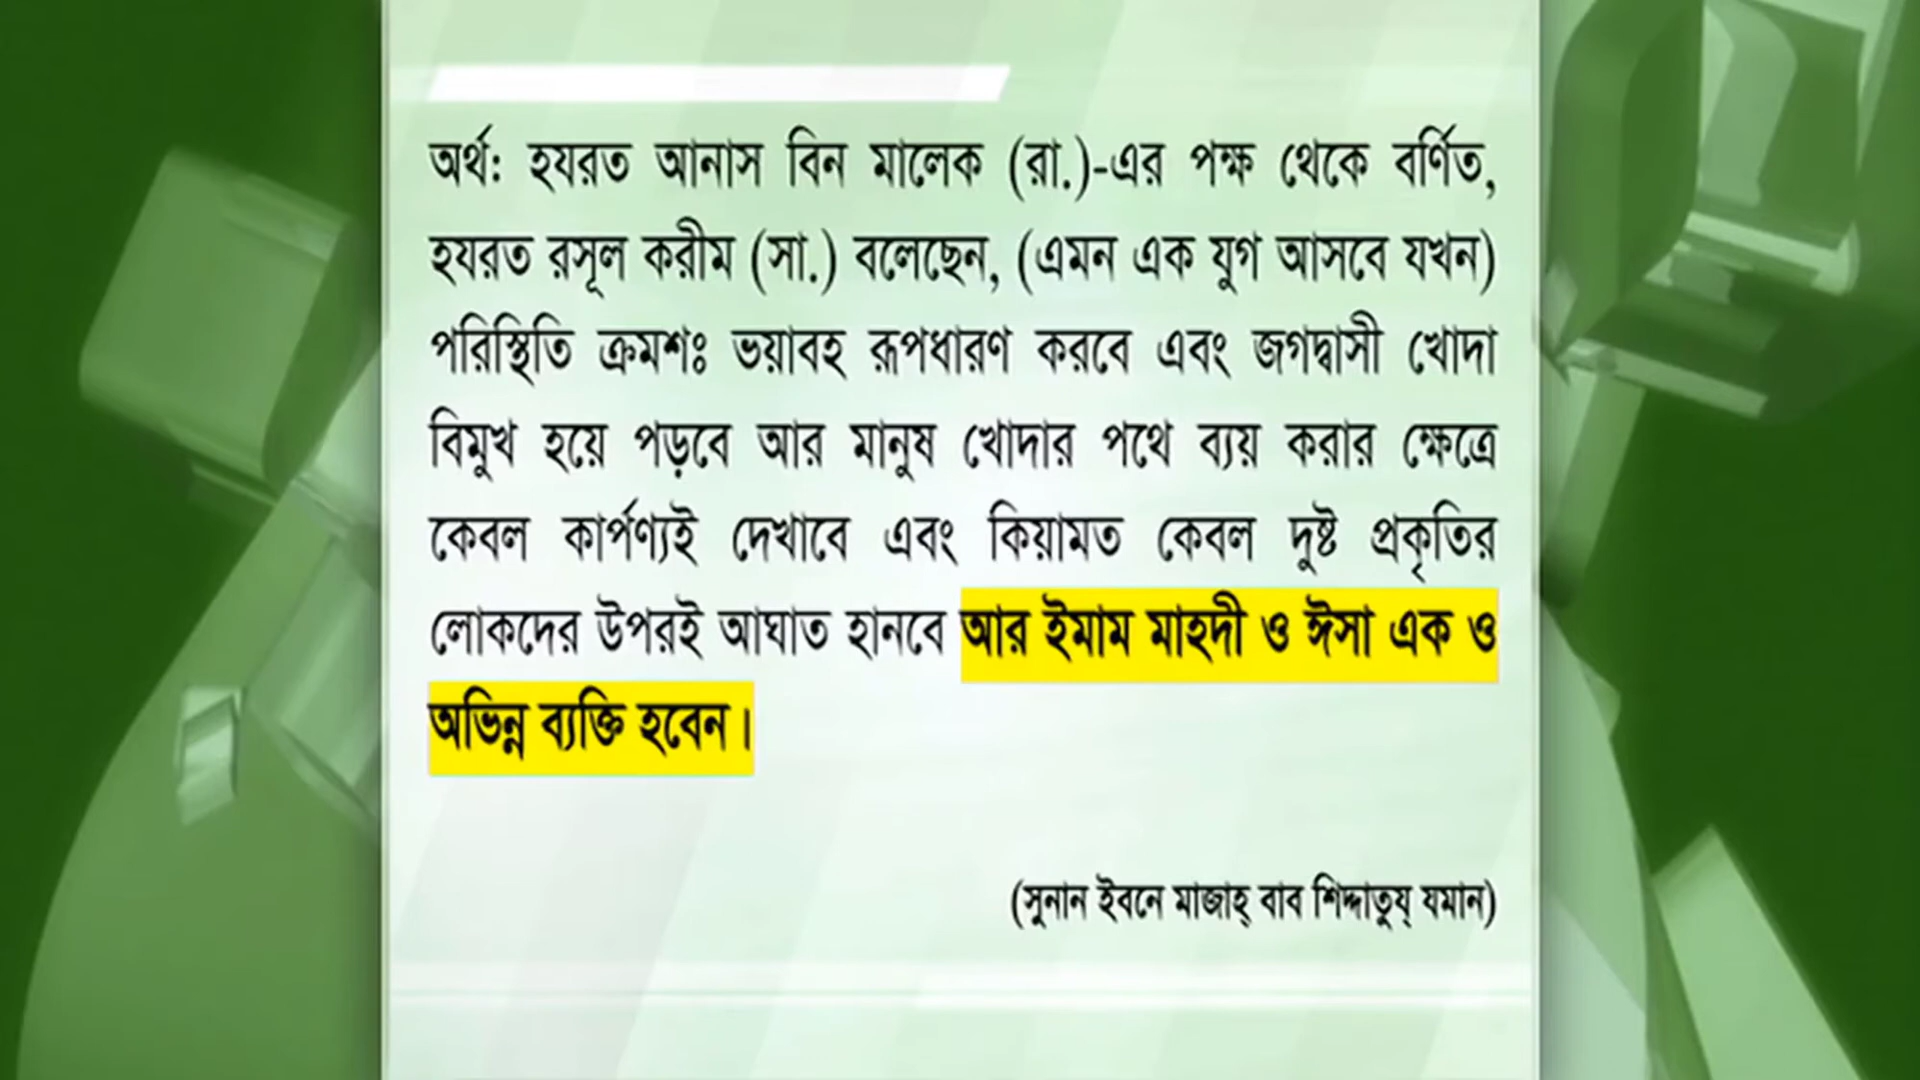 অর্থ: হযরত আনাস বিন মালেক (রা.)-এর পক্ষ থেকে বর্ণিত,
হযরত রসূল করীম (সা.) বলেছেন, (এমন এক যুগ আসবে যখন)
পরিস্থিতি ক্রমশঃ ভয়াবহ রূপধারণ করবে এবং জগদ্বাসী খোদা
বিমুখ হয়ে পড়বে আর মানুষ খোদার পথে ব্যয় করার ক্ষেত্রে
কেবল কার্পণ্যই দেখাবে এবং কিয়ামত কেবল দুষ্ট প্রকৃতির
লোকদের উপরই আঘাত হানবে আর ইমাম মাহদী ও ঈসা এক ও
অভিন্ন ব্যক্তি হবেন।
(সুনান ইবনে মাজাহ্ বাব শিদ্দাতুয্ যমান)